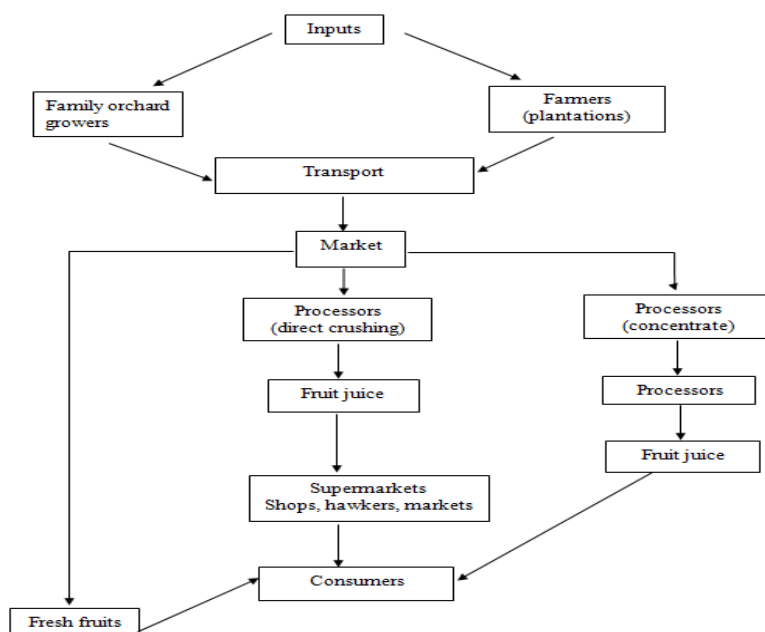 Inputs
Family orchard
growers
Farmers
(plantations)
Transport
Market
Processors
(direct crushing)
Processors
(concentrate)
Fruit juice
Processors
Fruit juice
Supermarkets
Shops, hawkers, markets
Consumers
Fresh fruits